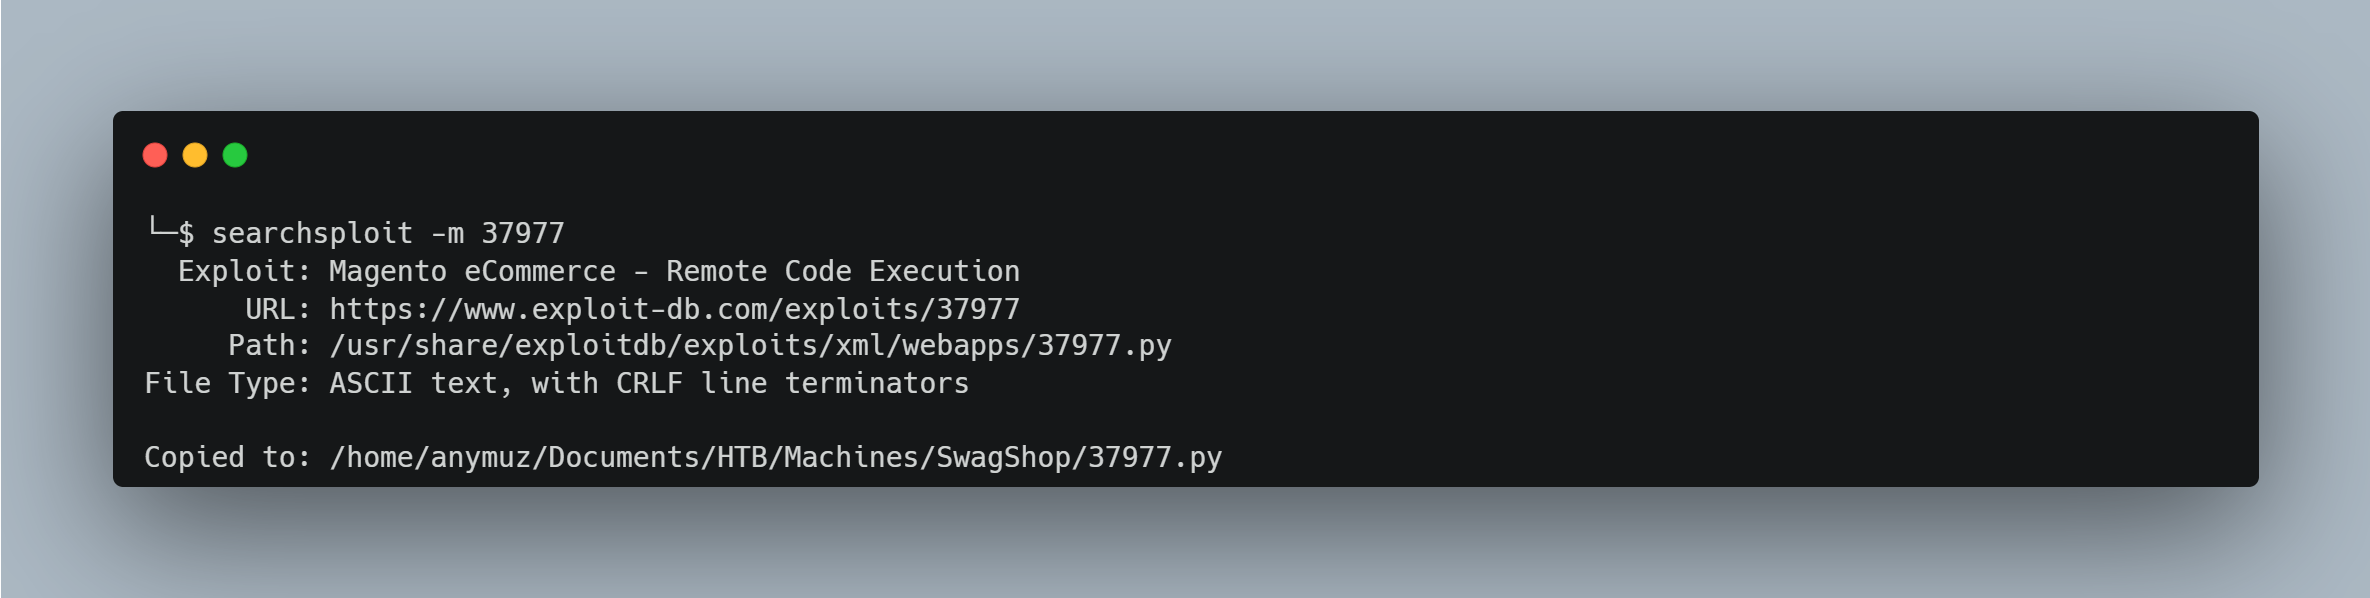 └─$ searchsploit -m 37977
  Exploit: Magento eCommerce - Remote Code Execution
      URL: https://www.exploit-db.com/exploits/37977
     Path: /usr/share/exploitdb/exploits/xml/webapps/37977.py
File Type: ASCII text, with CRLF line terminators

Copied to: /home/anymuz/Documents/HTB/Machines/SwagShop/37977.py